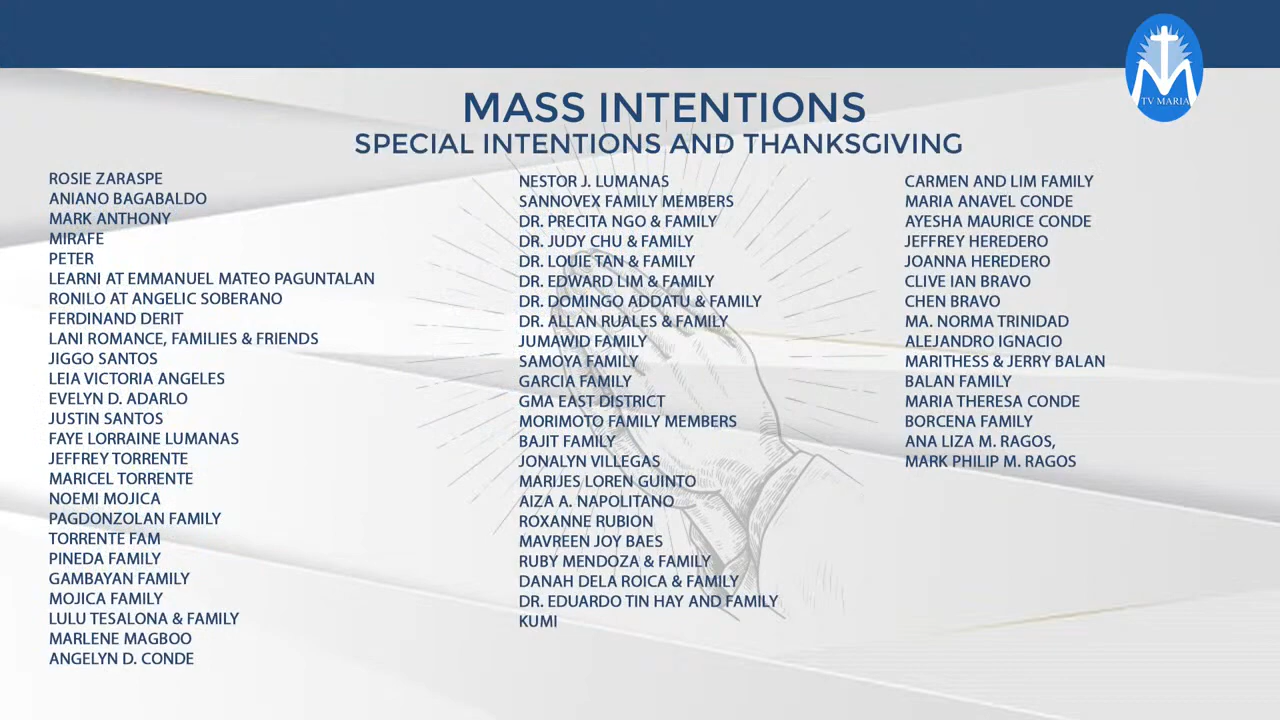 TV MARIA
MASS INTENTIONS
SPECIAL INTENTIONS AND THANKSGIVING
ROSIE ZARASPE
ANIANO BAGABALDO
MARK ANTHONY
MIRAFE
PETER
LEARNI AT EMMANUEL MATEO PAGUNTALAN
RONILO AT ANGELIC SOBERANO
FERDINAND DERIT
LANI ROMANCE, FAMILIES & FRIENDS
JIGGO SANTOS
LEIA VICTORIA ANGELES
EVELYN D. ADARLO
JUSTIN SANTOS
FAYE LORRAINE LUMANAS
JEFFREY TORRENTE
MARICEL TORRENTE
NOEMI MOJICA
PAGDONZOLAN FAMILY
TORRENTE FAM
PINEDA FAMILY
GAMBAYAN FAMILY
MOJICA FAMILY
LULU TESALONA & FAMILY
MARLENE MAGBOO
ANGELYN D. CONDE
NESTOR J. LUMANAS
SANNOVEX FAMILY MEMBERS
DR. PRECITA NGO & FAMILY
DR. JUDY CHU & FAMILY
DR. LOUIE TAN & FAMILY
DR. EDWARD LIM & FAMILY
DR. DOMINGO ADDATU & FAMILY
DR. ALLAN RUALES & FAMILY
JUMAWID FAMILY
SAMOYA FAMILY
GARCIA FAMILY
GMA EAST DISTRICT
MORIMOTO FAMILY MEMBERS
BAJIT FAMILY
JONALYN VILLEGAS
MARIJES LOREN GUINTO
AIZA A. NAPOLITANO
ROXANNE RUBION
MAVREEN JOY BAES
RUBY MENDOZA & FAMILY
DANAH DELA ROICA & FAMILY
DR. EDUARDO TIN HAY AND FAMILY
KUMI
CARMEN AND LIM FAMILY
MARIA ANAVEL CONDE
AYESHA MAURICE CONDE
JEFFREY HEREDERO
JOANNA HEREDERO
CLIVE IAN BRAVO
CHEN BRAVO
MA. NORMA TRINIDAD
ALEJANDRO IGNACIO
MARITHESS & JERRY BALAN
BALAN FAMILY
MARIA THERESA CONDE
BORCENA FAMILY
ANA LIZA M. RAGOS,
MARK PHILIP M. RAGOS